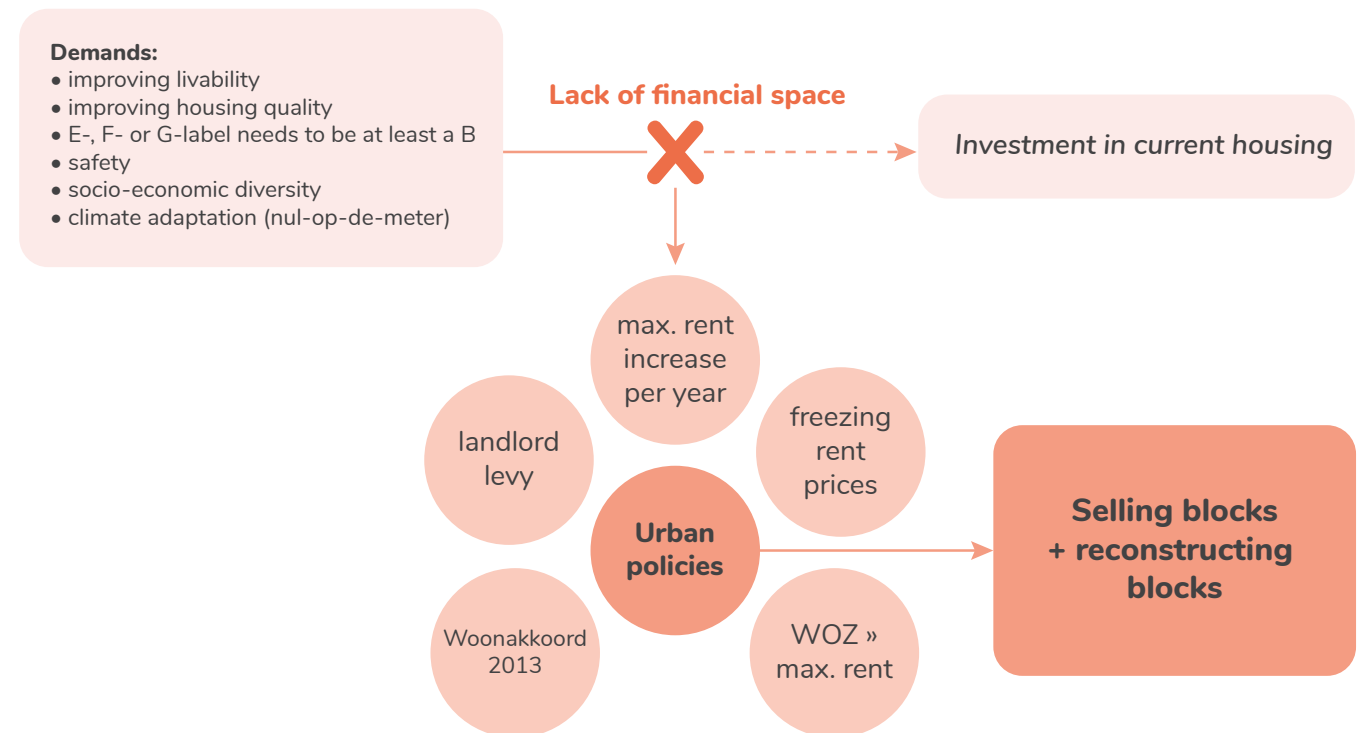 Demands:
• improving livability
• improving housing quality
• E-, F- or G-label needs to be at least a B
• safety
• socio-economic diversity
• climate adaptation (nul-op-de-meter)
Lack of financial space
Investment in current housing
max. rent
increase
per year
landlord
levy
freezing
rent
prices
Urban
policies
Selling blocks
+ reconstructing
blocks
Woonakkoord
2013
WOZ »
max. rent